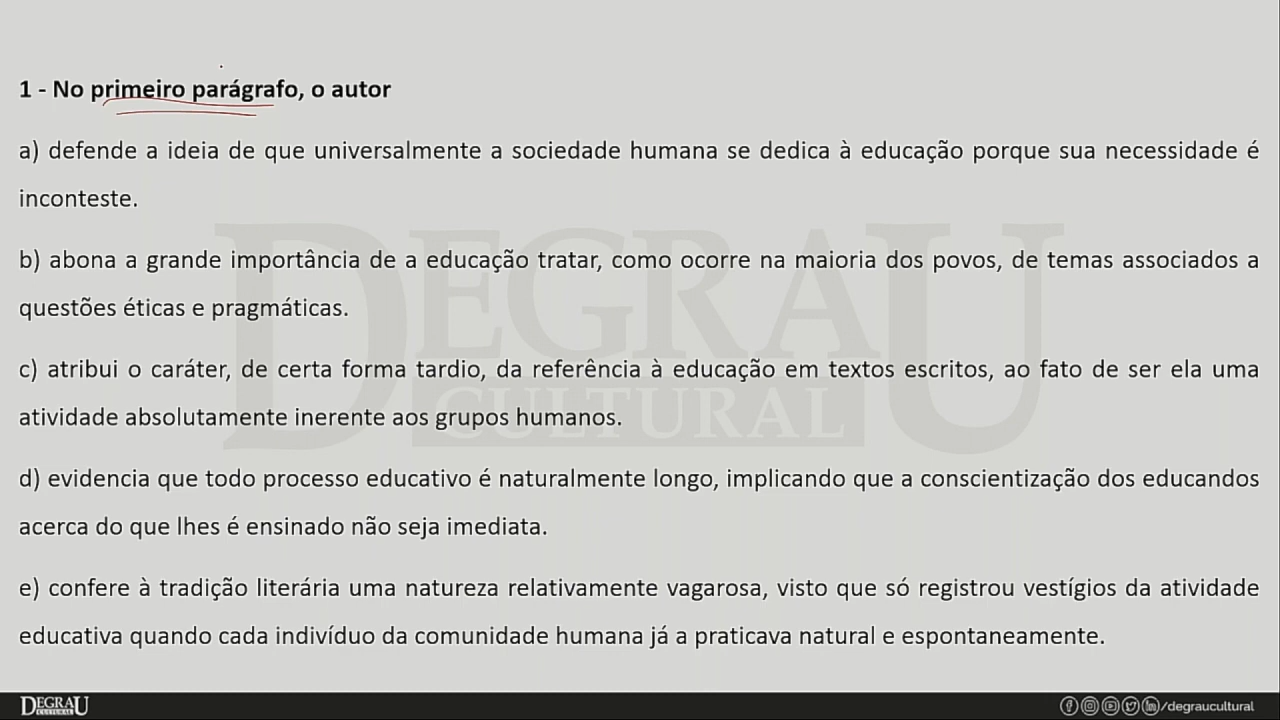 1 - No primeiro parágrafo, o autor
a) defende a ideia de que universalmente a sociedade humana se dedica à educação porque sua necessidade é
inconteste.
b) abona a grande importância de a educação tratar, como ocorre na maioria dos povos, de temas associados a
questões éticas e pragmáticas.
c) atribui o caráter, de certa forma tardio, da referência à educação em textos escritos, ao fato de ser ela uma
atividade absolutamente inerente aos grupos humanos.
d) evidencia que todo processo educativo é naturalmente longo, implicando que a conscientização dos educandos
acerca do que lhes é ensinado não seja imediata.
e) confere à tradição literária uma natureza relativamente vagarosa, visto que só registrou vestígios da atividade
educativa quando cada indivíduo da comunidade humana já a praticava natural e espontaneamente.
DEGRAU
CULTURAL
DEGRAU
CULTURAL
/degraucultural